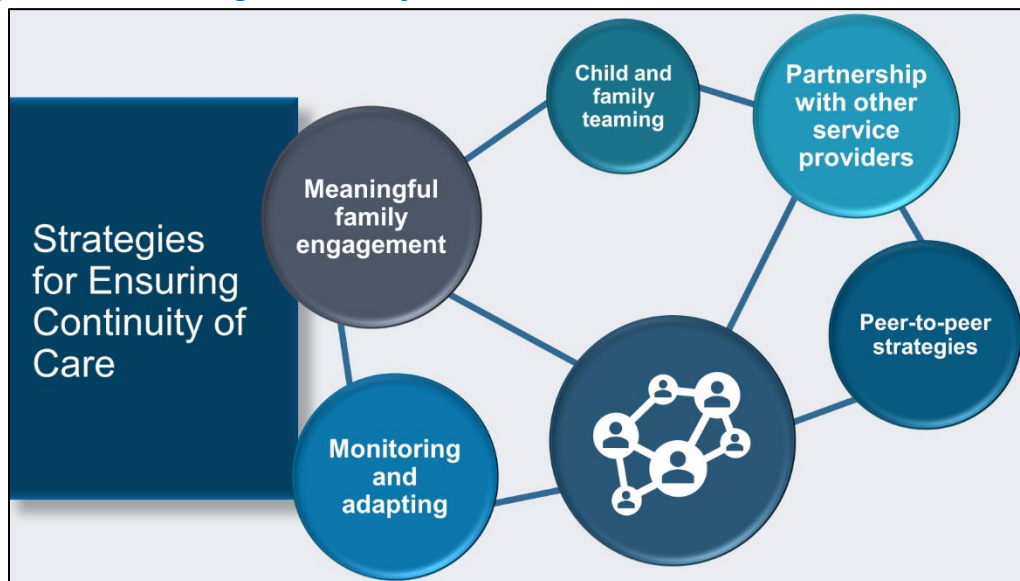 Strategies
for Ensuring
Continuity of
Care
Meaningful
family
engagement
Child and
family
teaming
Partnership
with other
service
providers
Peer-to-peer
strategies
Monitoring
and
adapting